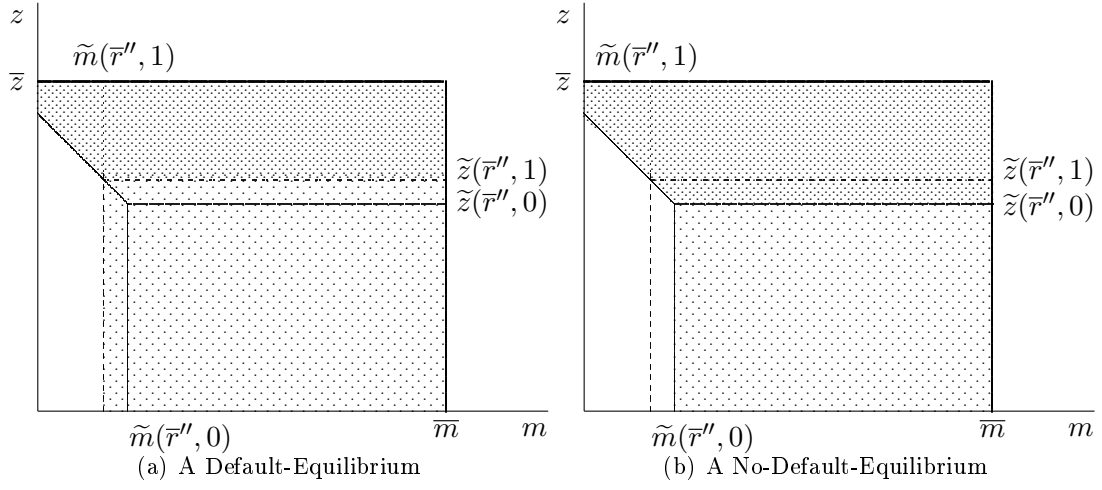 z
m̃(r̅″, 1)
z̅
z̃(r̅″, 1)
z̃(r̅″, 0)
m̃(r̅″, 0)
m̅
m
(a) A Default-Equilibrium
z
m̃(r̅″, 1)
z̅
z̃(r̅″, 1)
z̃(r̅″, 0)
m̃(r̅″, 0)
m̅
m
(b) A No-Default-Equilibrium